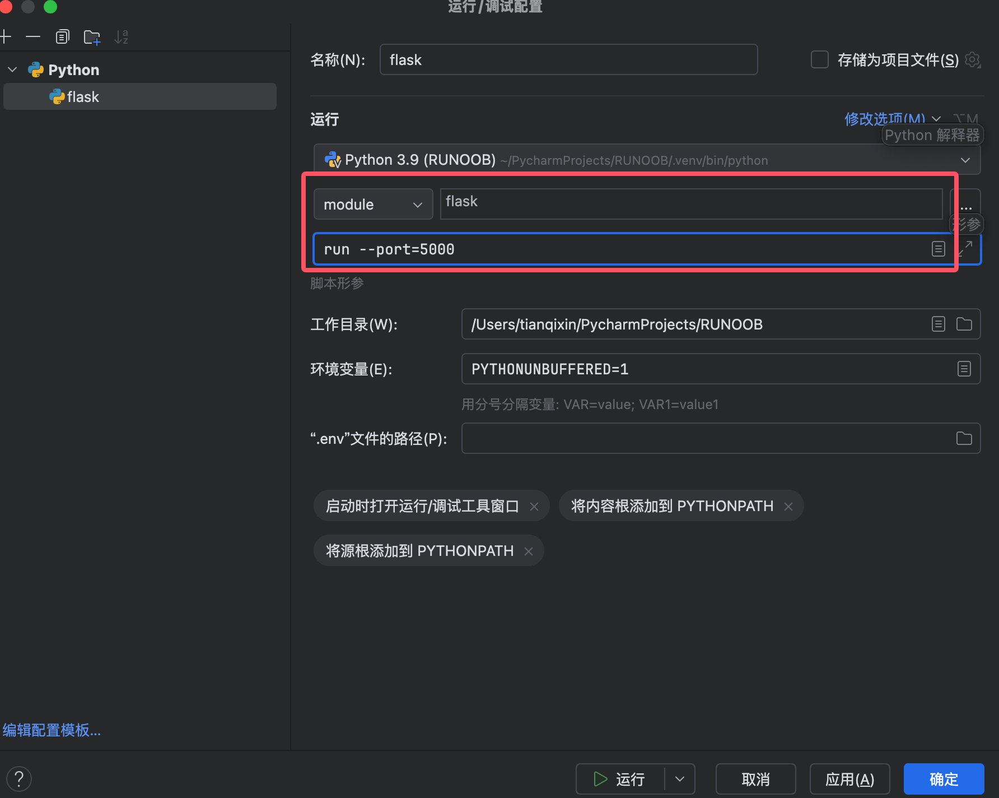 运行/调试配置
Python
flask
名称(N): flask 存储为项目文件(S)
运行 修改选项(M) ⌥M
Python 解释器
Python 3.9 (RUNOOB) ~/PycharmProjects/RUNOOB/.venv/bin/python
module flask ...
形参
run --port=5000
脚本形参
工作目录(W): /Users/tianqixin/PycharmProjects/RUNOOB
环境变量(E): PYTHONUNBUFFERED=1
用分号分隔变量: VAR=value; VAR1=value1
“.env”文件的路径(P):
启动时打开运行/调试工具窗口 × 将内容根添加到 PYTHONPATH ×
将源根添加到 PYTHONPATH ×
编辑配置模板...
? 运行 取消 应用(A) 确定